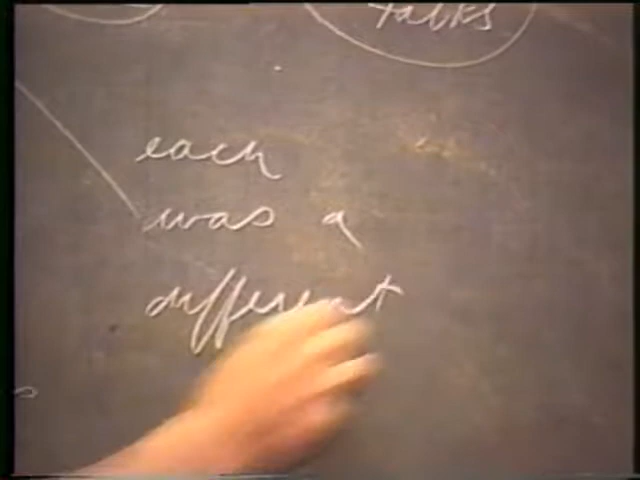 talks
each
was a
different